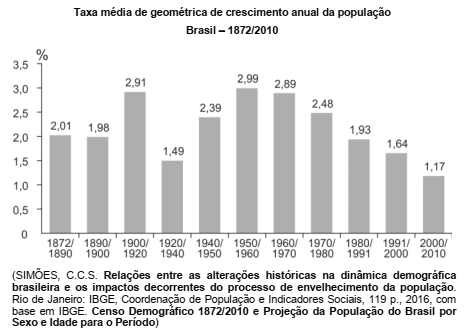 Taxa média de geométrica de crescimento anual da população
Brasil – 1872/2010
%
3,5
3,0
2,5
2,0
1,5
1,0
0,5
0
2,01
1,98
2,91
1,49
2,39
2,99
2,89
2,48
1,93
1,64
1,17
1872/ 1890/ 1900/ 1920/ 1940/ 1950/ 1960/ 1970/ 1980/ 1991/ 2000/
1890 1900 1920 1940 1950 1960 1970 1980 1991 2000 2010
(SIMÕES, C.C.S. Relações entre as alterações históricas na dinâmica demográfica
brasileira e os impactos decorrentes do processo de envelhecimento da população.
Rio de Janeiro: IBGE, Coordenação de População e Indicadores Sociais, 119 p., 2016, com
base em IBGE. Censo Demográfico 1872/2010 e Projeção da População do Brasil por
Sexo e Idade para o Período)